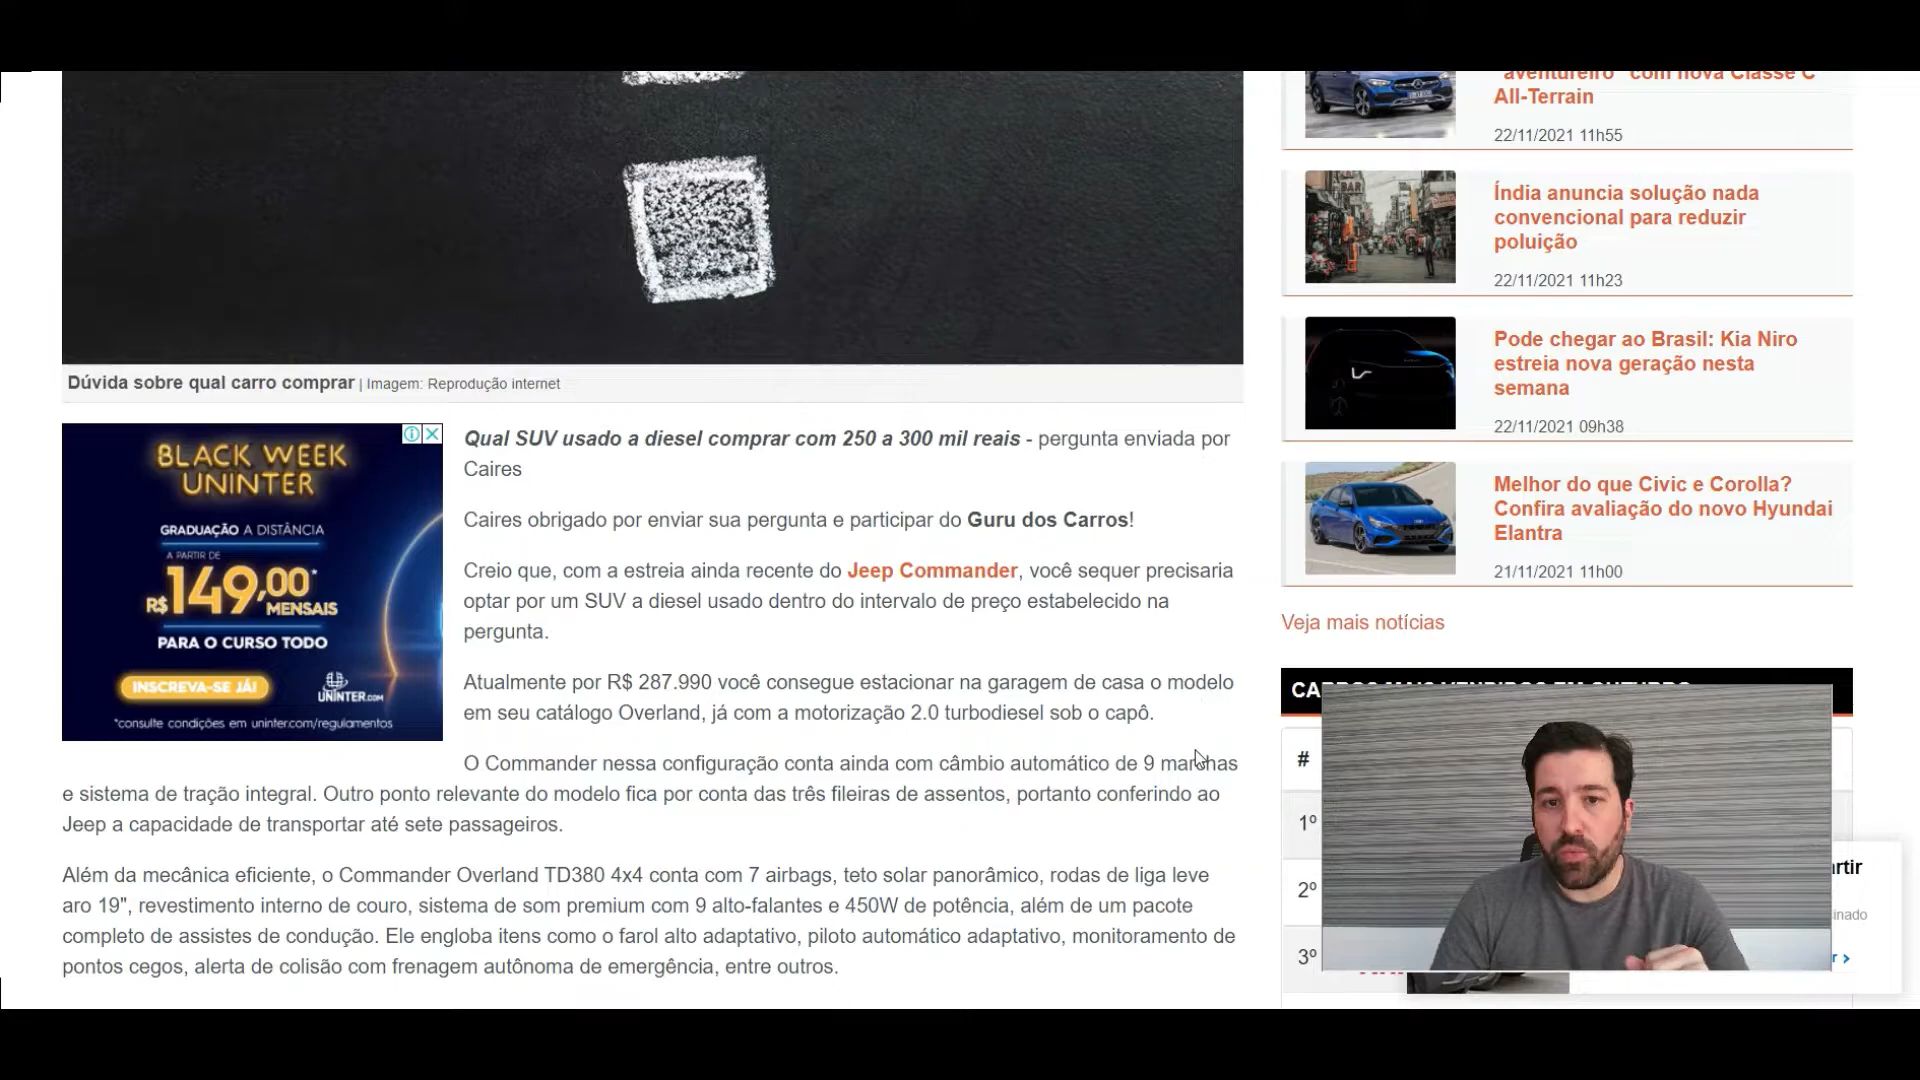 Dúvida sobre qual carro comprar | Imagem: Reprodução internet
BLACK WEEK
UNINTER
GRADUAÇÃO A DISTÂNCIA
A PARTIR DE
R$ 149,00*
MENSAIS
PARA O CURSO TODO
INSCREVA-SE JÁ!
UNINTER.COM
*consulte condições em uninter.com/regulamentos
Qual SUV usado a diesel comprar com 250 a 300 mil reais - pergunta enviada por
Caires
Caires obrigado por enviar sua pergunta e participar do Guru dos Carros!
Creio que, com a estreia ainda recente do Jeep Commander, você sequer precisaria
optar por um SUV a diesel usado dentro do intervalo de preço estabelecido na
pergunta.
Atualmente por R$ 287.990 você consegue estacionar na garagem de casa o modelo
em seu catálogo Overland, já com a motorização 2.0 turbodiesel sob o capô.
O Commander nessa configuração conta ainda com câmbio automático de 9 marchas
e sistema de tração integral. Outro ponto relevante do modelo fica por conta das três fileiras de assentos, portanto conferindo ao
Jeep a capacidade de transportar até sete passageiros.
Além da mecânica eficiente, o Commander Overland TD380 4x4 conta com 7 airbags, teto solar panorâmico, rodas de liga leve
aro 19", revestimento interno de couro, sistema de som premium com 9 alto-falantes e 450W de potência, além de um pacote
completo de assistes de condução. Ele engloba itens como o farol alto adaptativo, piloto automático adaptativo, monitoramento de
pontos cegos, alerta de colisão com frenagem autônoma de emergência, entre outros.
"aventureiro" com nova Classe C
All-Terrain
22/11/2021 11h55
Índia anuncia solução nada
convencional para reduzir
poluição
22/11/2021 11h23
Pode chegar ao Brasil: Kia Niro
estreia nova geração nesta
semana
22/11/2021 09h38
Melhor do que Civic e Corolla?
Confira avaliação do novo Hyundai
Elantra
21/11/2021 11h00
Veja mais notícias
CARROS MAIS VENDIDOS EM OUTUBRO
#
1º
2º
3º
rtir
inado
r >